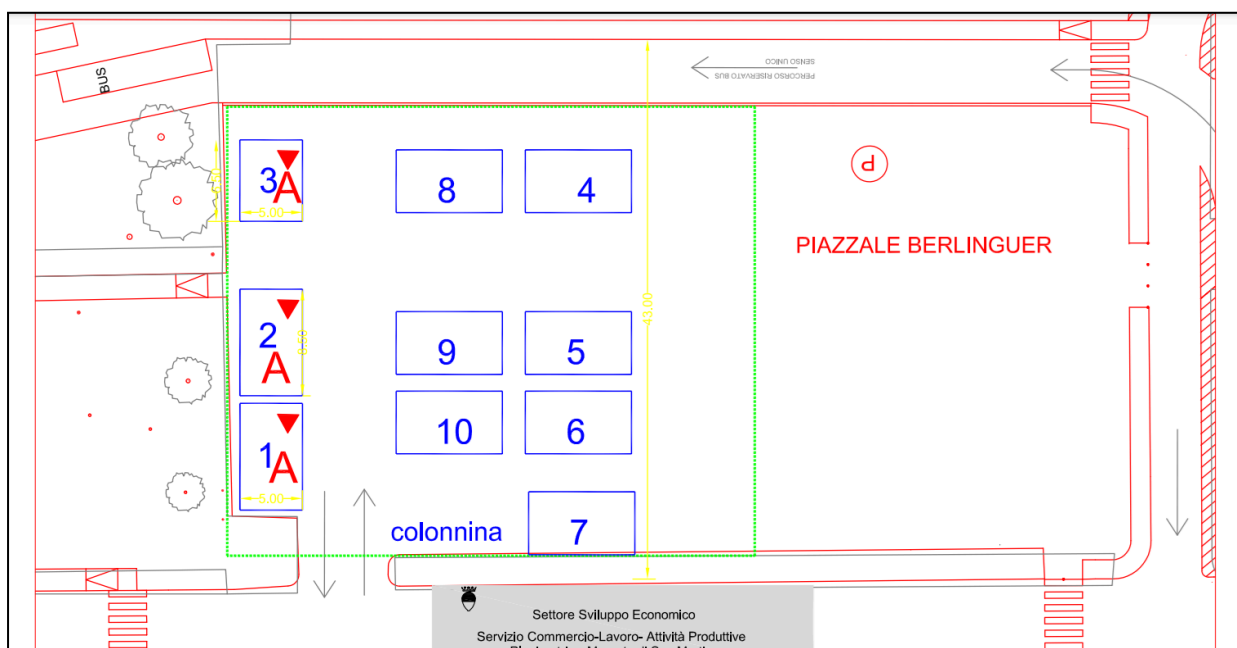 BUS
SENSO UNICO
PERCORSO RISERVATO BUS
3
A
5.00
8
4
P
PIAZZALE BERLINGUER
2
A
9
5
43.00
10
6
1
A
5.00
colonnina
7
Settore Sviluppo Economico
Servizio Commercio-Lavoro- Attività Produttive